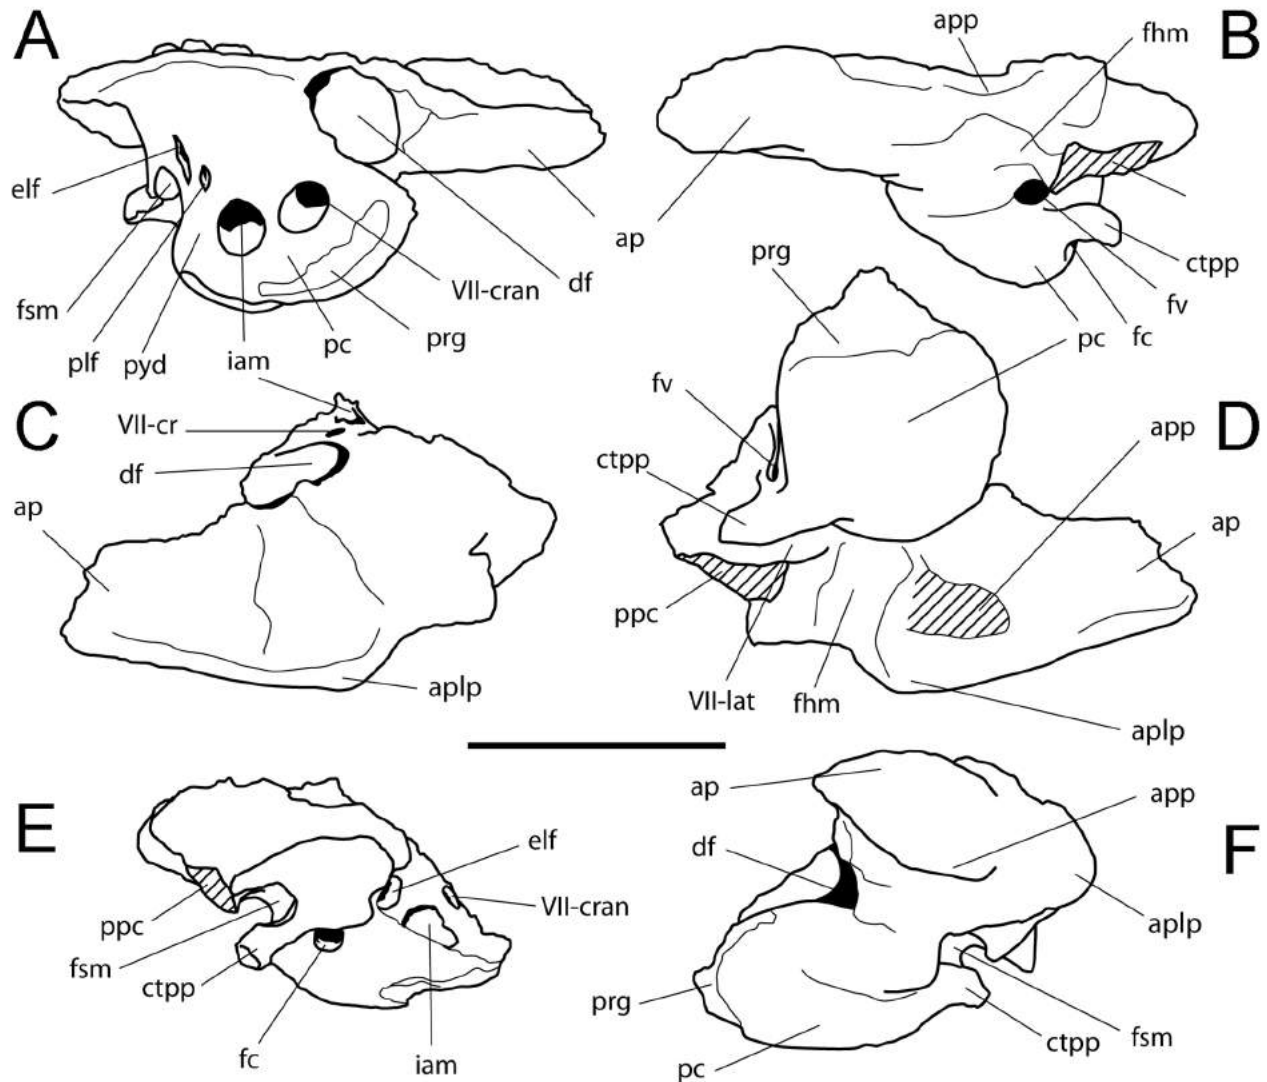 A
elf
fsm
plf
pyd
iam
pc
prg
VII-cran
df
ap
B
app
fhm
ctpp
fv
fc
pc
prg
C
VII-cr
df
ap
aplp
D
fv
ctpp
app
ap
ppc
VII-lat
fhm
aplp
E
elf
VII-cran
ppc
fsm
ctpp
fc
iam
F
ap
app
df
aplp
prg
pc
ctpp
fsm